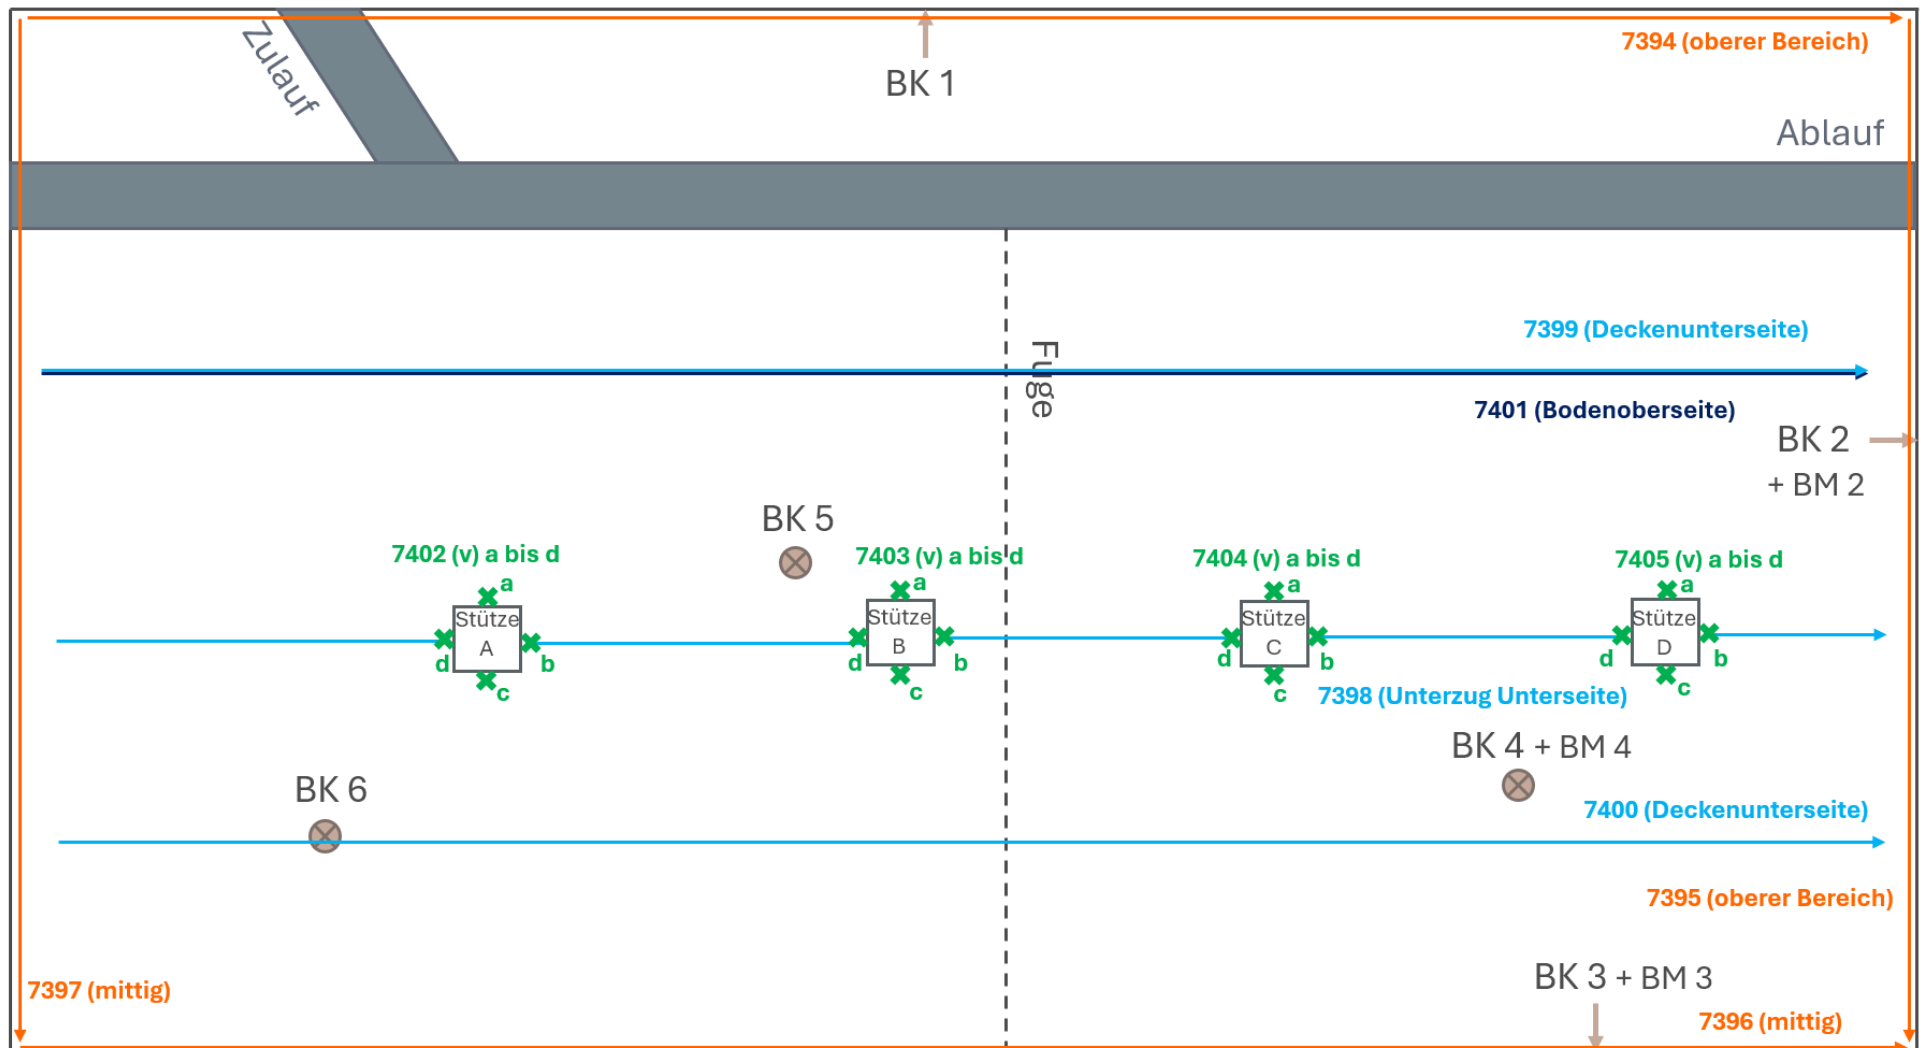 7394 (oberer Bereich)
Zulauf
BK 1
Ablauf
7399 (Deckenunterseite)
Fuge
7401 (Bodenoberseite)
BK 2
+ BM 2
BK 5
7402 (v) a bis d
7403 (v) a bis d
7404 (v) a bis d
7405 (v) a bis d
a
Stütze
A
d
b
c
a
Stütze
B
d
b
c
a
Stütze
C
d
b
c
a
Stütze
D
d
b
c
7398 (Unterzug Unterseite)
BK 4 + BM 4
BK 6
7400 (Deckenunterseite)
7395 (oberer Bereich)
7397 (mittig)
BK 3 + BM 3
7396 (mittig)